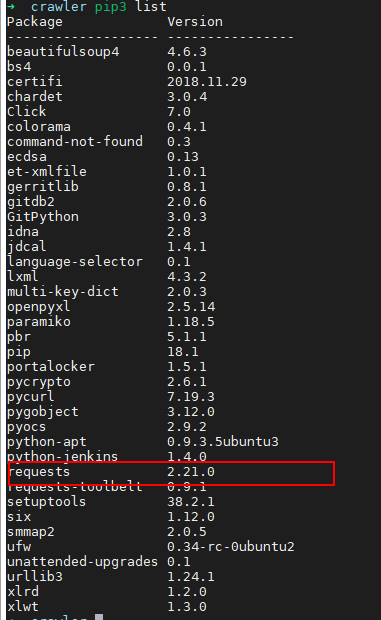 ➜ crawler pip3 list
Package Version
------------------- ----------------
beautifulsoup4 4.6.3
bs4 0.0.1
certifi 2018.11.29
chardet 3.0.4
Click 7.0
colorama 0.4.1
command-not-found 0.3
ecdsa 0.13
et-xmlfile 1.0.1
gerritlib 0.8.1
gitdb2 2.0.6
GitPython 3.0.3
idna 2.8
jdcal 1.4.1
language-selector 0.1
lxml 4.3.2
multi-key-dict 2.0.3
openpyxl 2.5.14
paramiko 1.18.5
pbr 5.1.1
pip 18.1
portalocker 1.5.1
pycrypto 2.6.1
pycurl 7.19.3
pygobject 3.12.0
pyocs 2.9.2
python-apt 0.9.3.5ubuntu3
python-jenkins 1.4.0
requests 2.21.0
requests-toolbelt 0.9.1
setuptools 38.2.1
six 1.12.0
smmap2 2.0.5
ufw 0.34-rc-0ubuntu2
unattended-upgrades 0.1
urllib3 1.24.1
xlrd 1.2.0
xlwt 1.3.0
➜ crawler